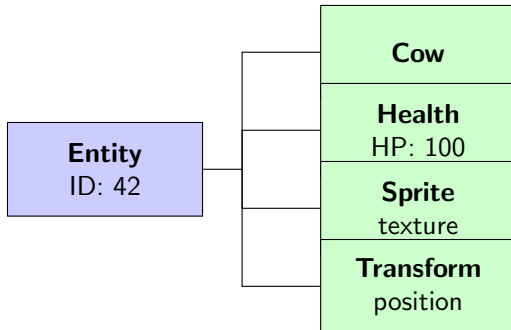 Entity
ID: 42
Cow
Health
HP: 100
Sprite
texture
Transform
position